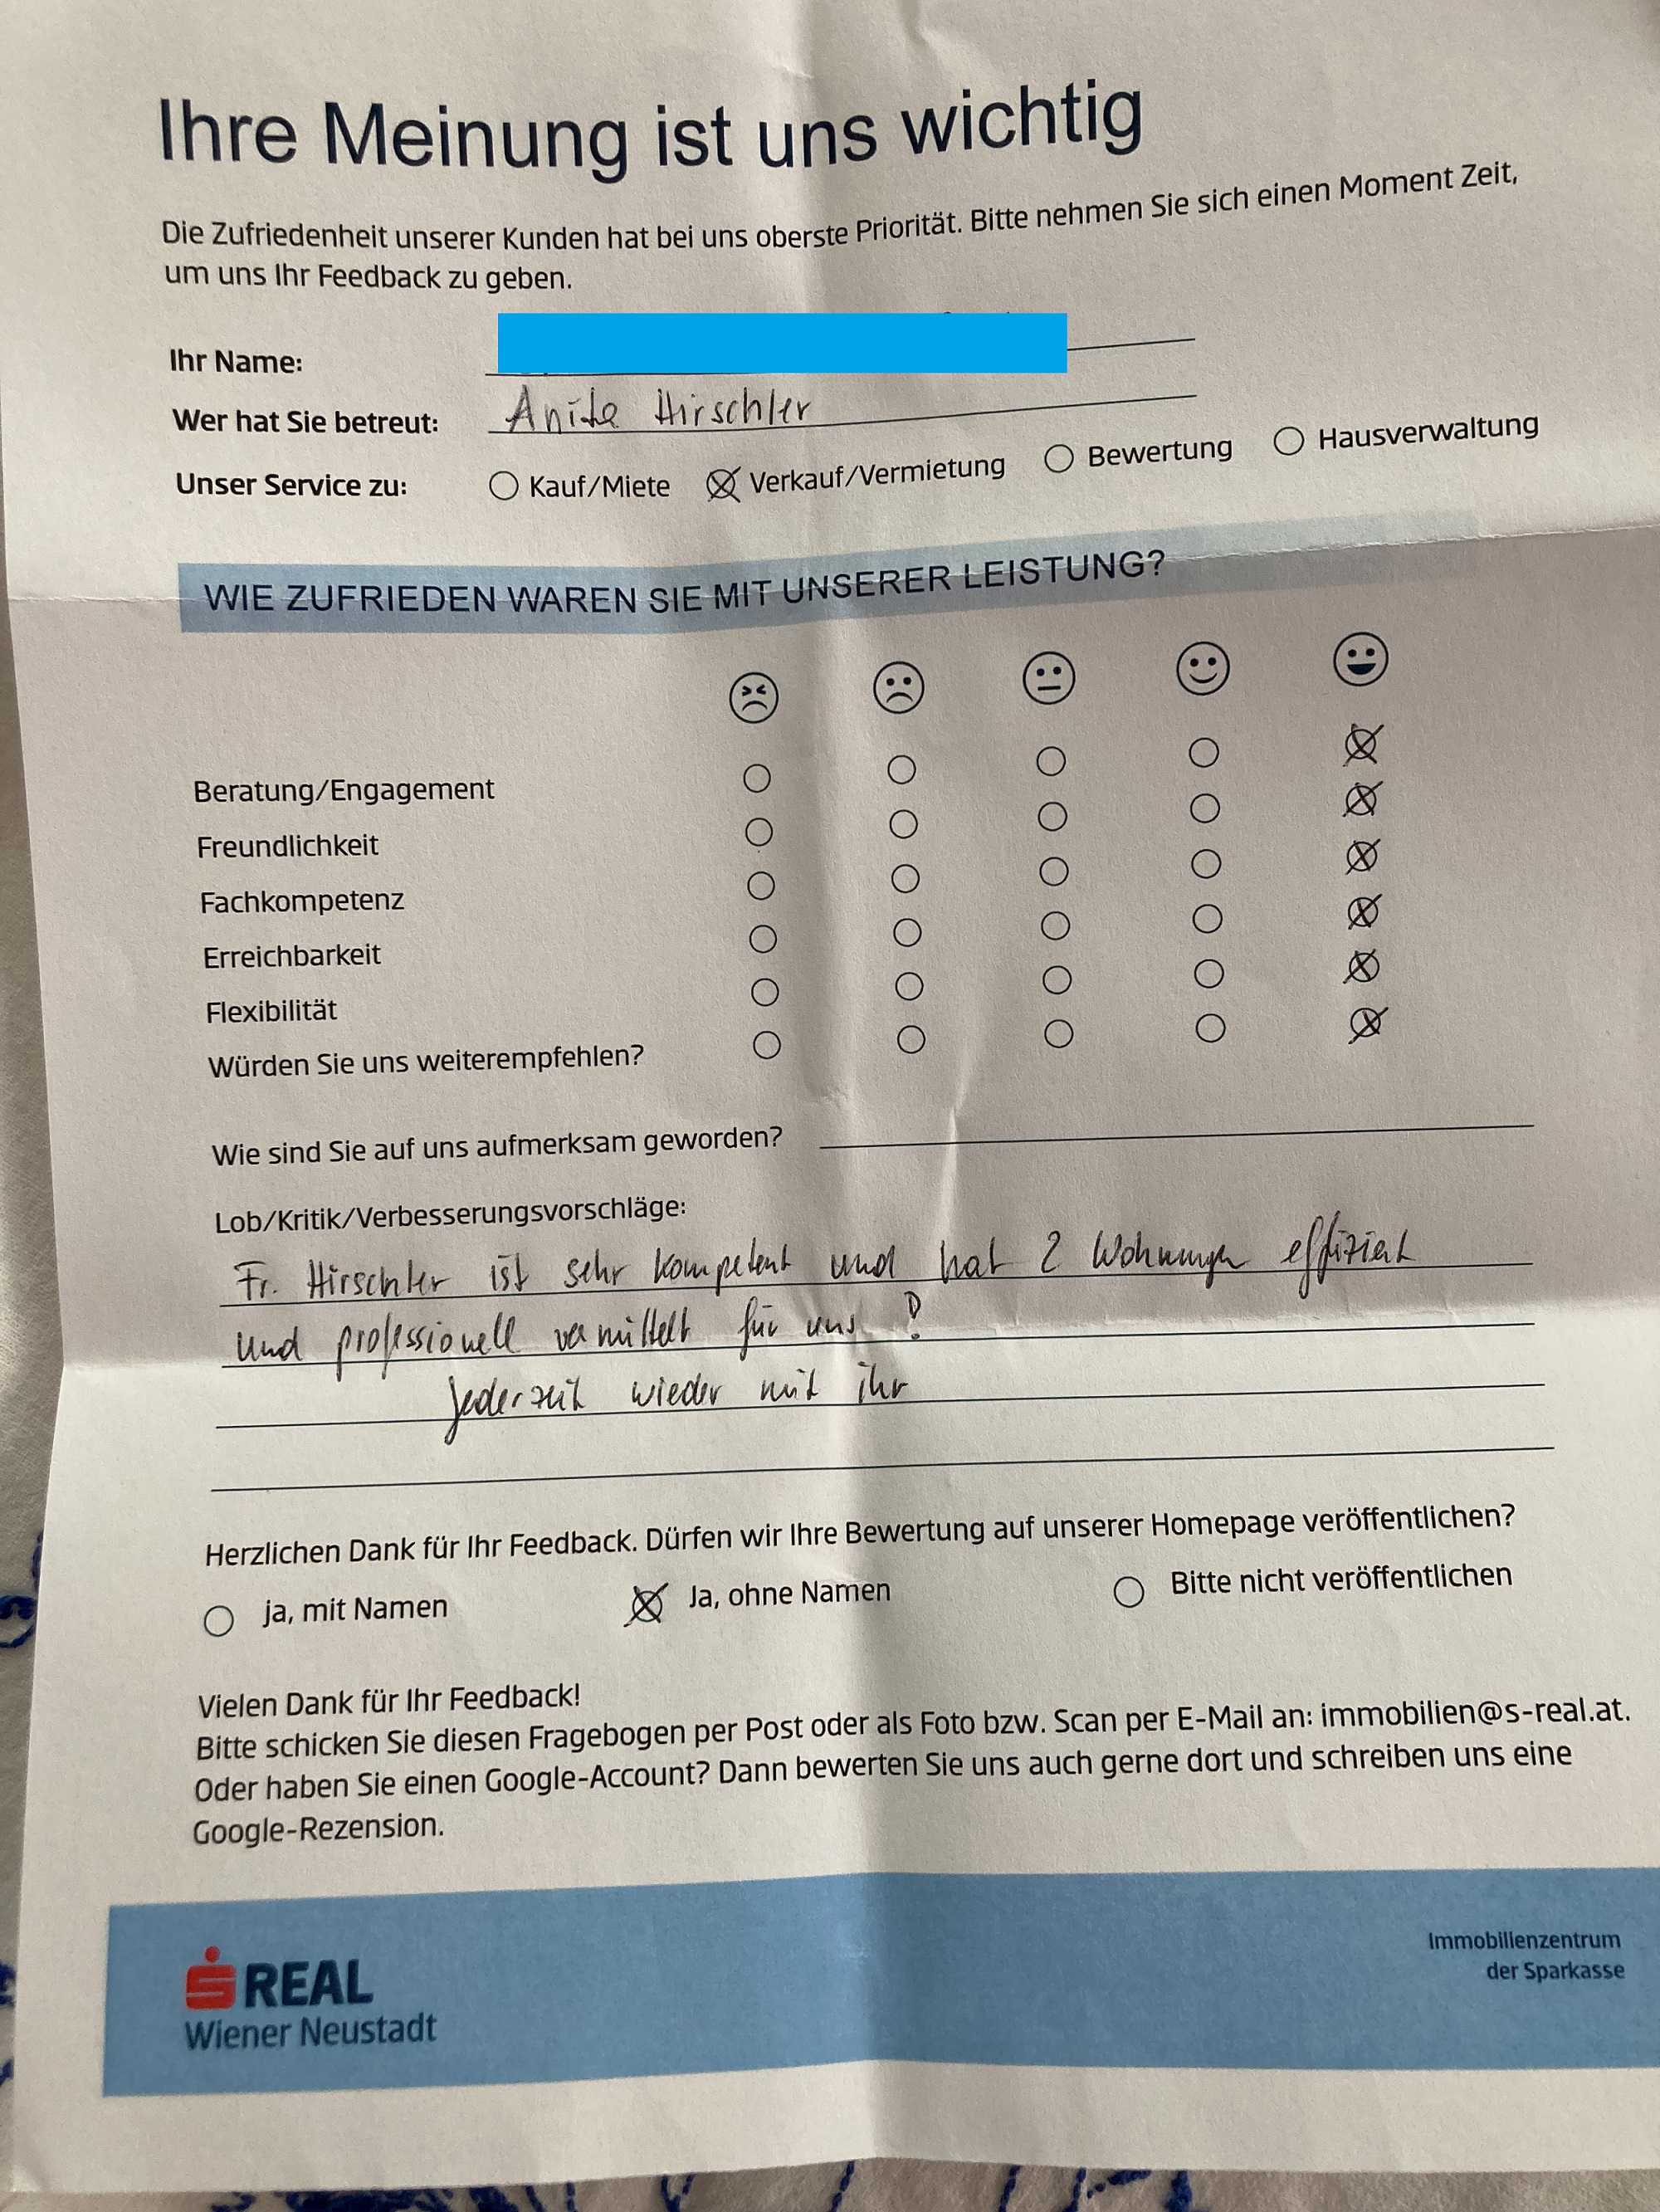 Ihre Meinung ist uns wichtig
Die Zufriedenheit unserer Kunden hat bei uns oberste Priorität. Bitte nehmen Sie sich einen Moment Zeit,
um uns Ihr Feedback zu geben.
Ihr Name:
Wer hat Sie betreut: Anita Hirschler
Unser Service zu: Kauf/Miete Verkauf/Vermietung Bewertung Hausverwaltung
WIE ZUFRIEDEN WAREN SIE MIT UNSERER LEISTUNG?
Beratung/Engagement
Freundlichkeit
Fachkompetenz
Erreichbarkeit
Flexibilität
Würden Sie uns weiterempfehlen?
Wie sind Sie auf uns aufmerksam geworden?
Lob/Kritik/Verbesserungsvorschläge:
Fr. Hirschler ist sehr kompetent und hat 2 Wohnungen effizient
und professionell vermittelt für uns !
Jederzeit wieder mit ihr
Herzlichen Dank für Ihr Feedback. Dürfen wir Ihre Bewertung auf unserer Homepage veröffentlichen?
ja, mit Namen Ja, ohne Namen Bitte nicht veröffentlichen
Vielen Dank für Ihr Feedback!
Bitte schicken Sie diesen Fragebogen per Post oder als Foto bzw. Scan per E-Mail an: immobilien@s-real.at.
Oder haben Sie einen Google-Account? Dann bewerten Sie uns auch gerne dort und schreiben uns eine
Google-Rezension.
S REAL
Wiener Neustadt
Immobilienzentrum
der Sparkasse